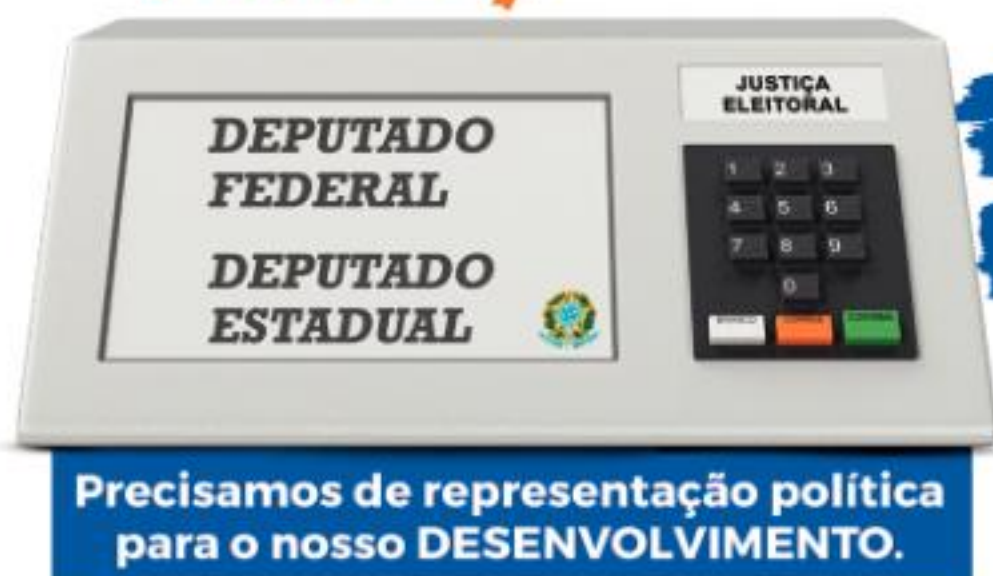 DEPUTADO
FEDERAL
DEPUTADO
ESTADUAL
JUSTIÇA
ELEITORAL
1 2 3
4 5 6
7 8 9
0
Precisamos de representação política
para o nosso DESENVOLVIMENTO.